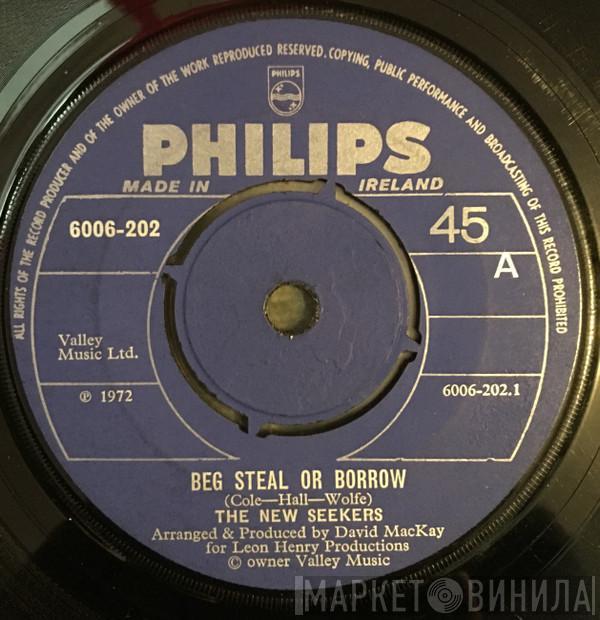 ALL RIGHTS OF THE RECORD PRODUCER AND OF THE OWNER OF THE WORK REPRODUCED RESERVED. COPYING, PUBLIC PERFORMANCE AND BROADCASTING OF THIS RECORD PROHIBITED
PHILIPS
PHILIPS
MADE IN IRELAND
6006-202
45
A
Valley
Music Ltd.
℗ 1972
6006-202.1
BEG STEAL OR BORROW
(Cole—Hall—Wolfe)
THE NEW SEEKERS
Arranged & Produced by David MacKay
for Leon Henry Productions
© owner Valley Music
МАРКЕТ ВИНИЛА